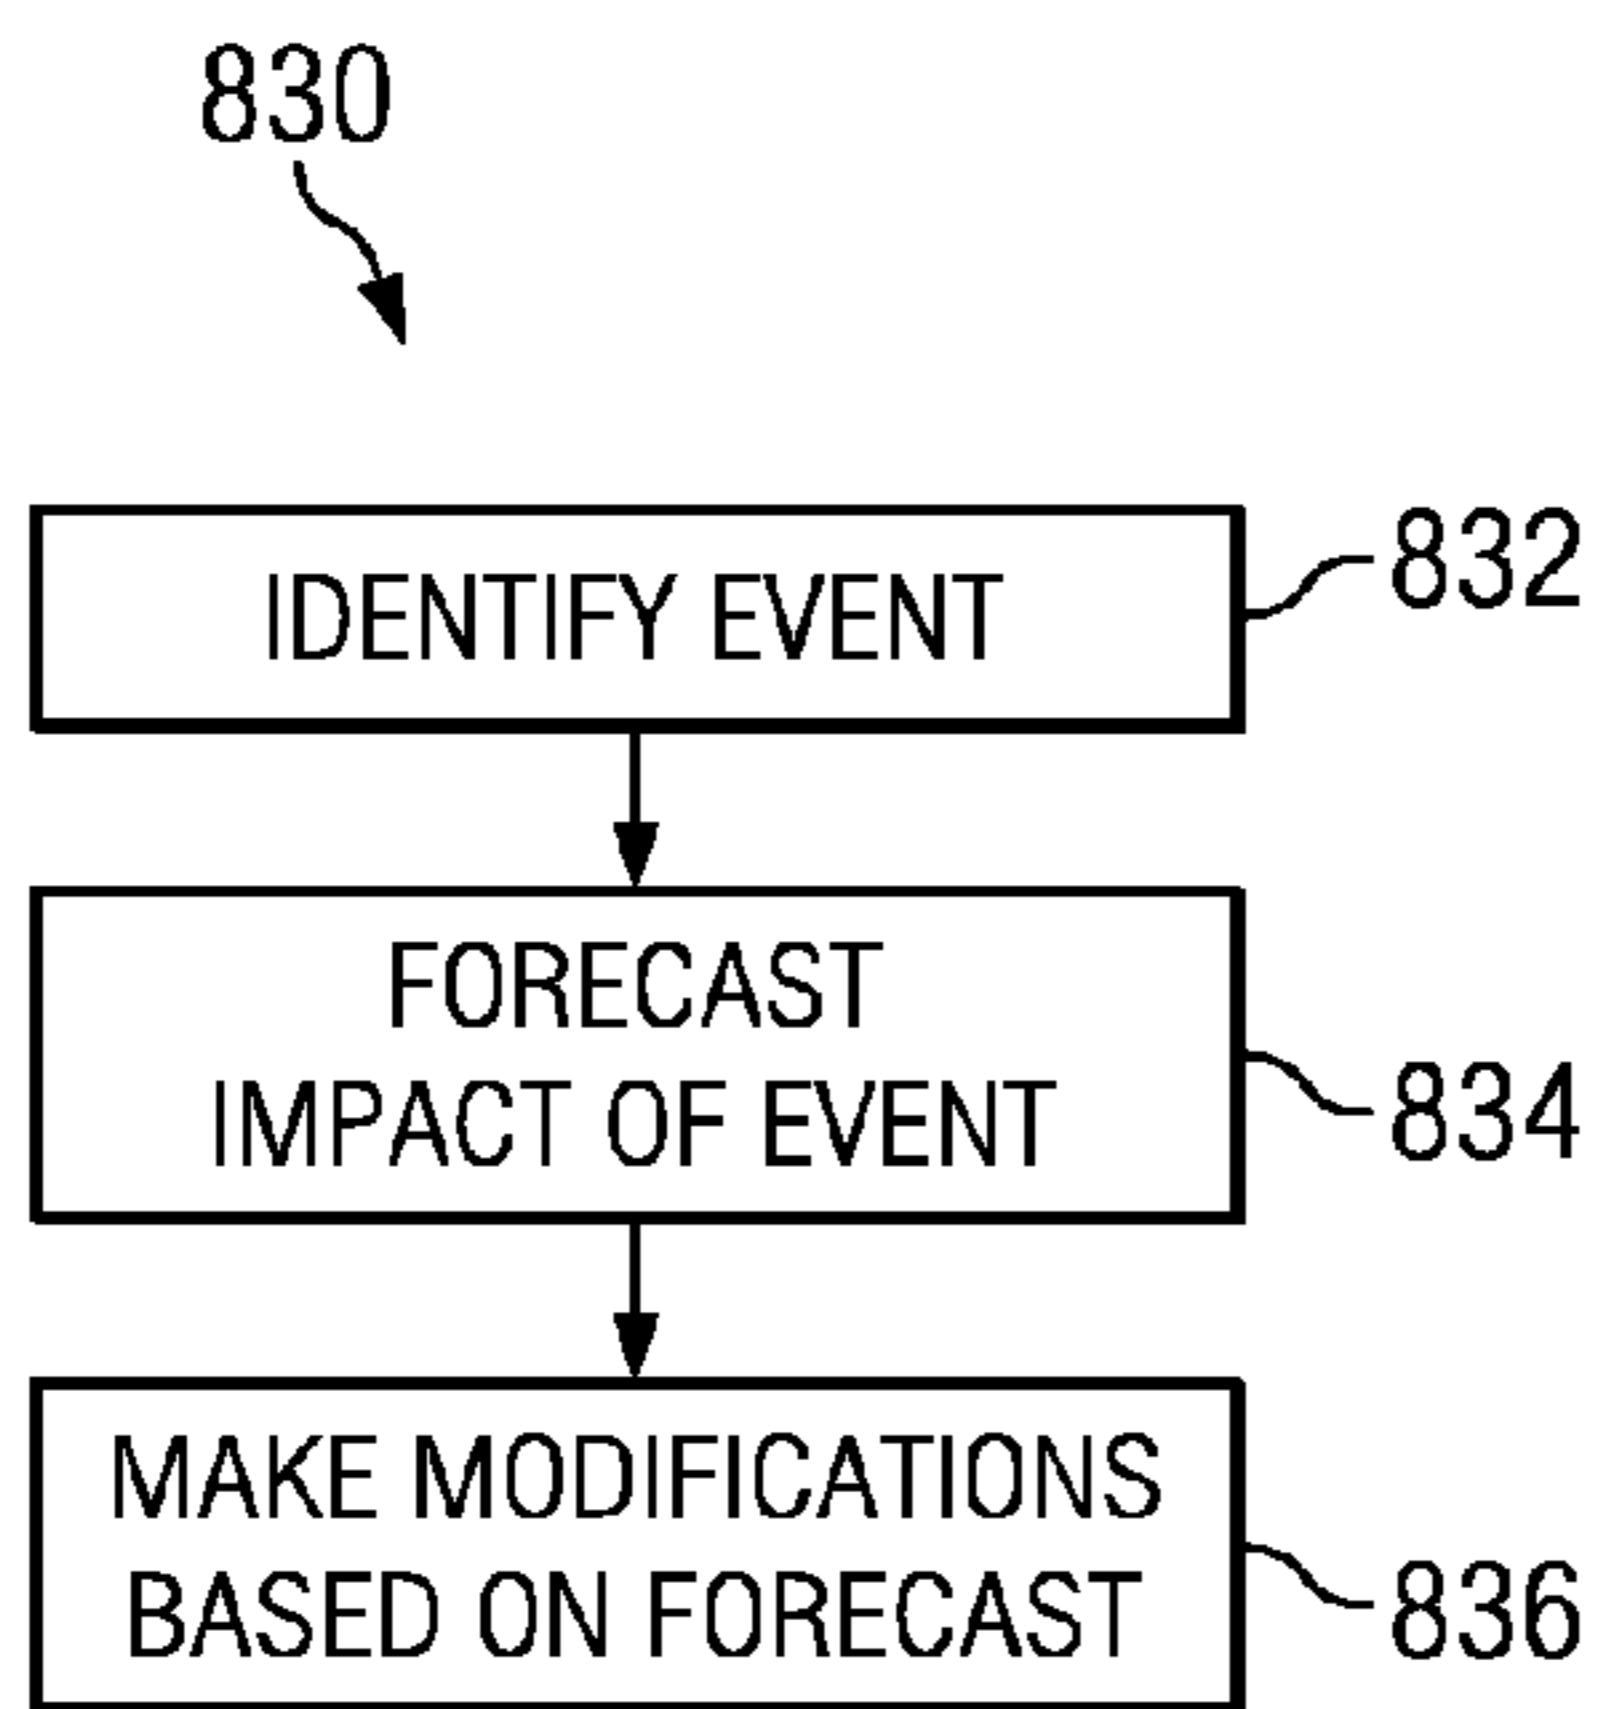 830
IDENTIFY EVENT
832
FORECAST
IMPACT OF EVENT
834
MAKE MODIFICATIONS
BASED ON FORECAST
836